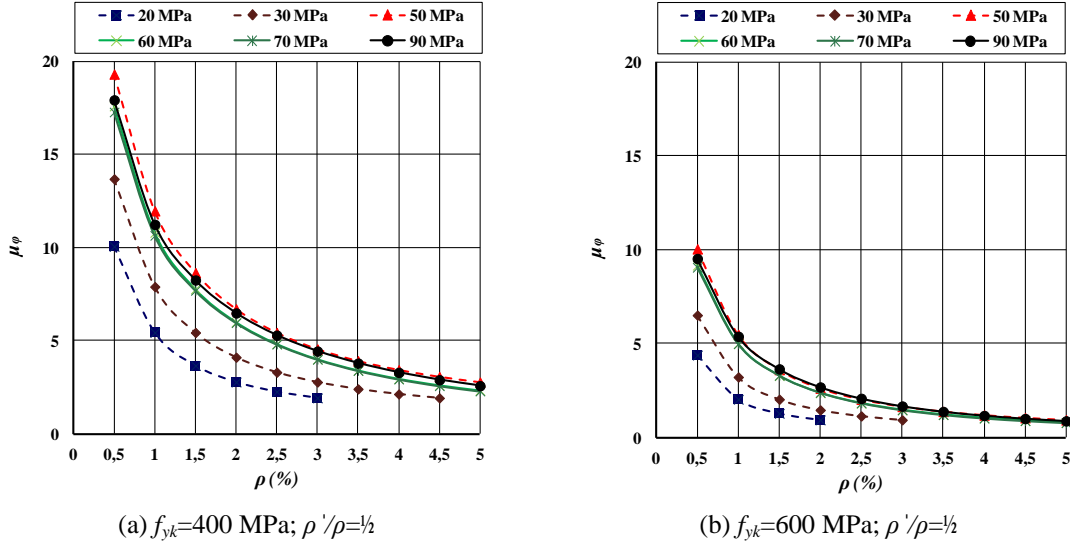 20 MPa 30 MPa 50 MPa
60 MPa 70 MPa 90 MPa
20
15
10
5
0
μφ
0 0,5 1 1,5 2 2,5 3 3,5 4 4,5 5
ρ (%)
(a) fyk=400 MPa; ρ'/ρ=½
20 MPa 30 MPa 50 MPa
60 MPa 70 MPa 90 MPa
20
15
10
5
0
μφ
0 0,5 1 1,5 2 2,5 3 3,5 4 4,5 5
ρ (%)
(b) fyk=600 MPa; ρ'/ρ=½